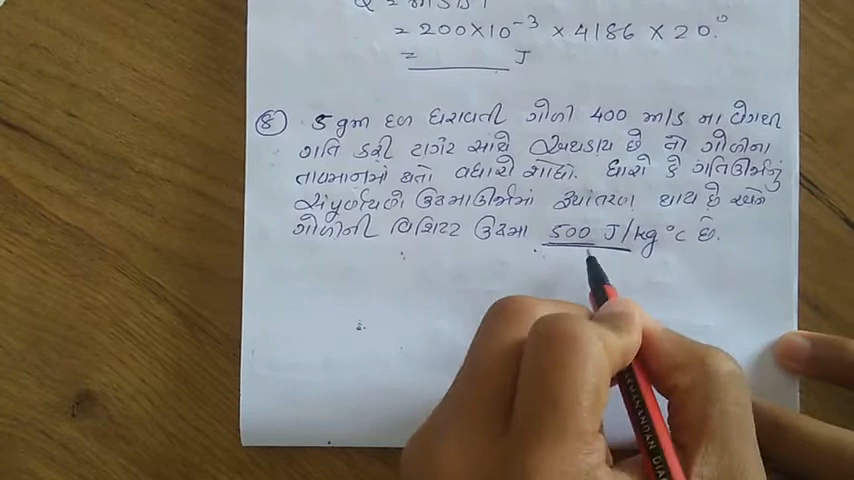 = 200×10⁻³ × 4186 × 20.°
= ______ J
⑧ 5 gm દળ ધરાવતી ગોળી 400 m/s ના વેગથી
ગતિ કરી ટાર્ગેટ સાથે અથડાય છે તો ગોળીના
તાપમાનમાં થતો વધારો શોધો. ધારો કે ગતિઊર્જાનું
સંપૂર્ણપણે ઉષ્માઊર્જામાં રૂપાંતરણ થાય છે અને
ગોળીની વિશિષ્ટ ઉષ્મા 500 J/kg °c છે.